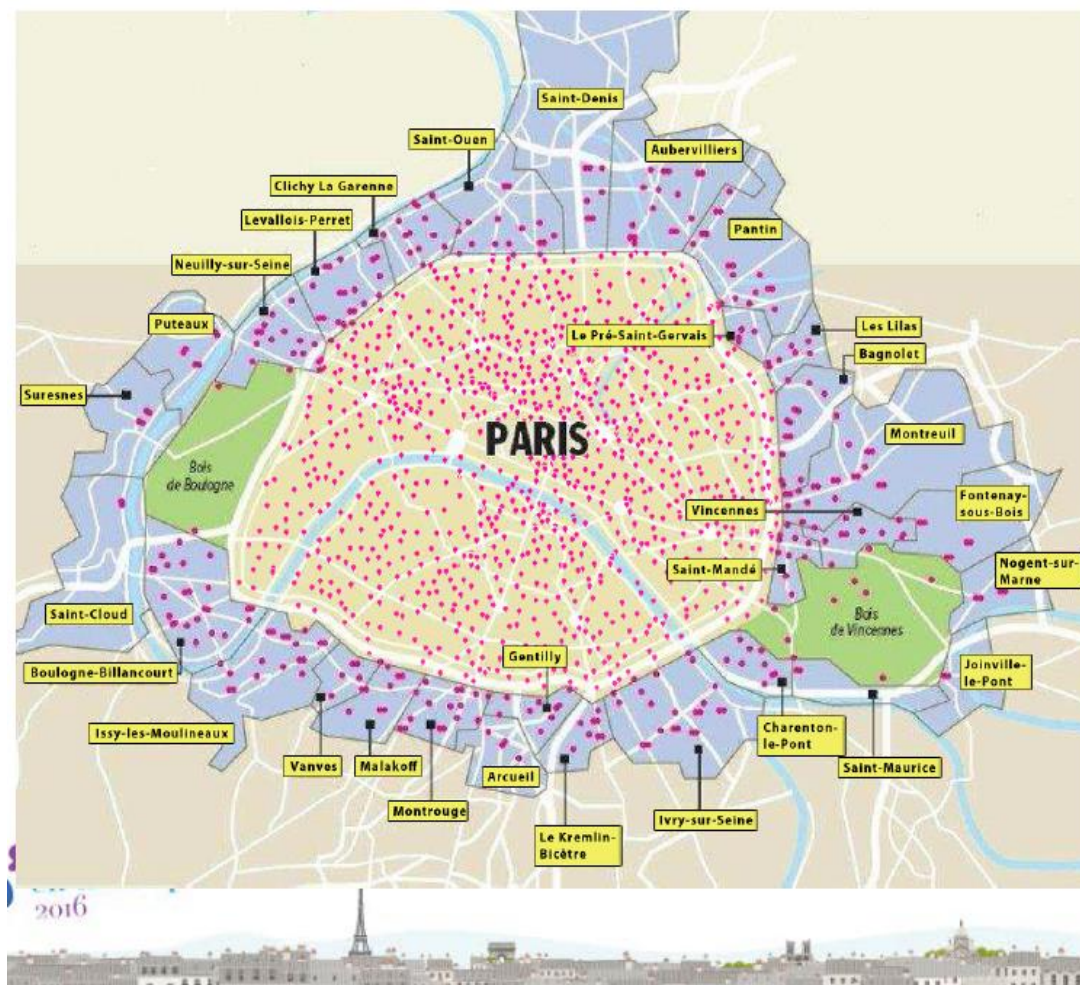 Saint-Denis
Saint-Ouen
Aubervilliers
Clichy La Garenne
Levallois-Perret
Pantin
Neuilly-sur-Seine
Puteaux
Le Pré-Saint-Gervais
Les Lilas
Bagnolet
Suresnes
Montreuil
PARIS
Bois
de Boulogne
Vincennes
Fontenay-
sous-Bois
Saint-Mandé
Nogent-sur-
Marne
Saint-Cloud
Bois
de Vincennes
Gentilly
Joinville-
le-Pont
Boulogne-Billancourt
Issy-les-Moulineaux
Vanves
Malakoff
Arcueil
Charenton-
le-Pont
Saint-Maurice
Montrouge
Ivry-sur-Seine
Le Kremlin-
Bicètre
2016